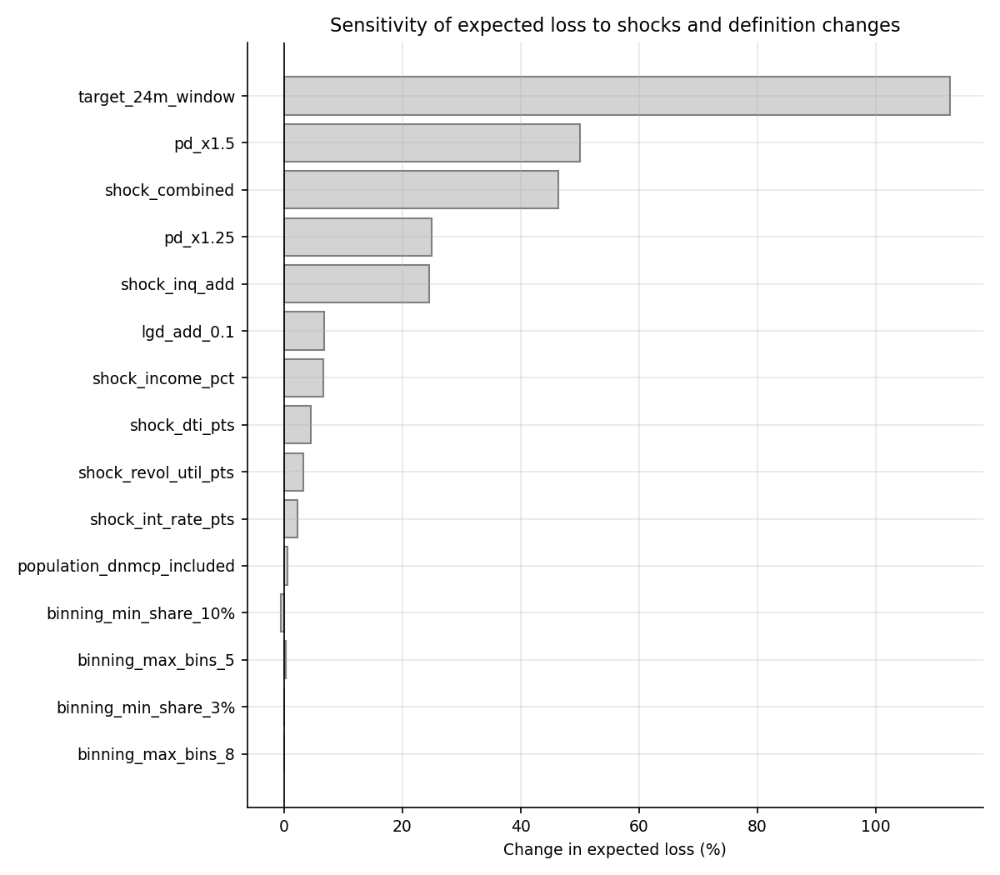 Sensitivity of expected loss to shocks and definition changes
target_24m_window
pd_x1.5
shock_combined
pd_x1.25
shock_inq_add
lgd_add_0.1
shock_income_pct
shock_dti_pts
shock_revol_util_pts
shock_int_rate_pts
population_dnmcp_included
binning_min_share_10%
binning_max_bins_5
binning_min_share_3%
binning_max_bins_8
0 20 40 60 80 100
Change in expected loss (%)